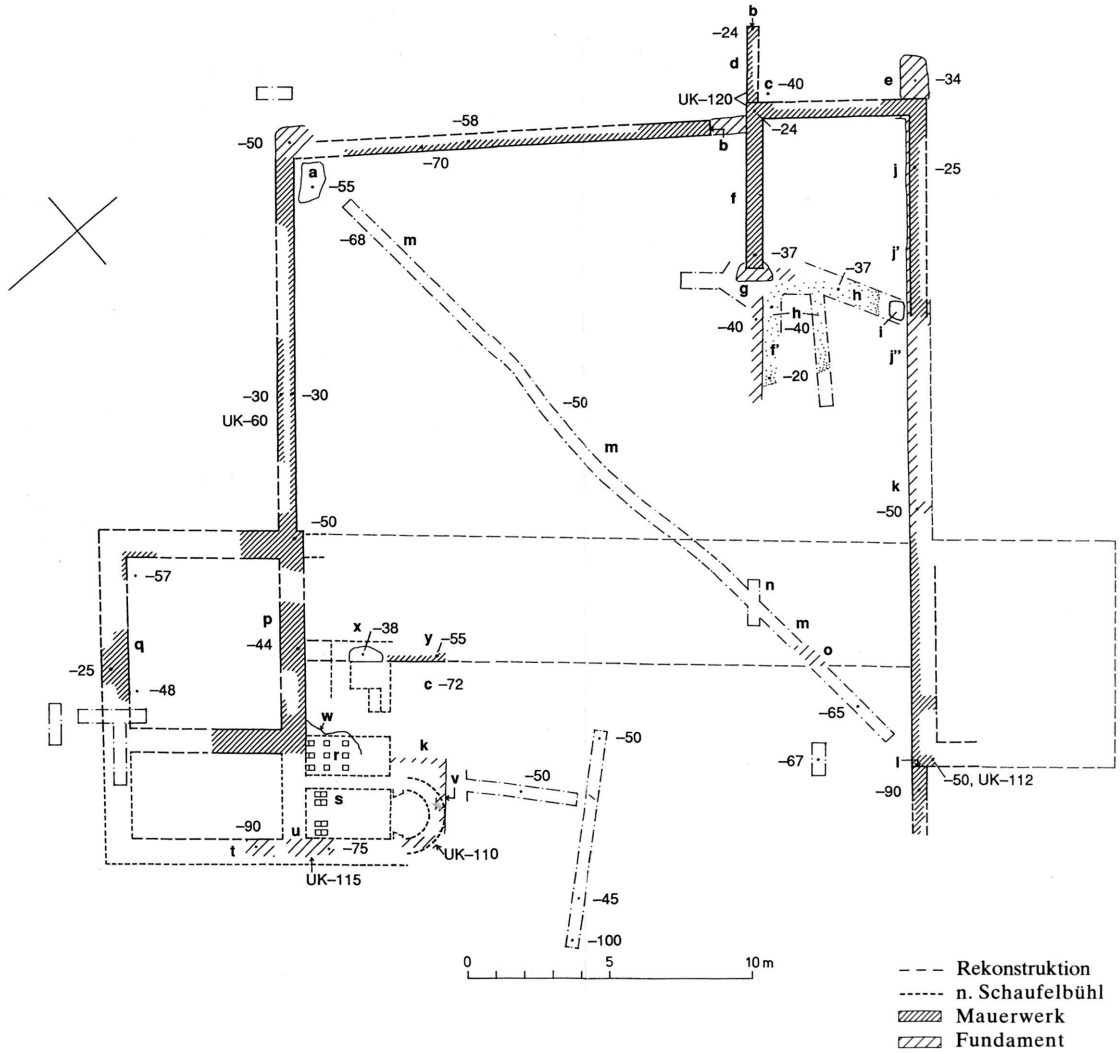 b
–24
d
c
–40
e
–34
UK–120
–58
–24
–50
b
–70
a
–55
j
–25
f
m
–68
–37
j'
–37
g
h
h
i
–40
–40
f'
j''
–20
–50
–30
–30
UK–60
m
k
–50
–50
–57
n
p
x
–38
y
–55
m
q
–44
o
–25
c
–72
–48
w
–65
k
–50
r
v
–50
–67
l
–50, UK–112
s
–90
–90
u
t
–75
UK–110
UK–115
–45
–100
0
5
10 m
Rekonstruktion
n. Schaufelbühl
Mauerwerk
Fundament